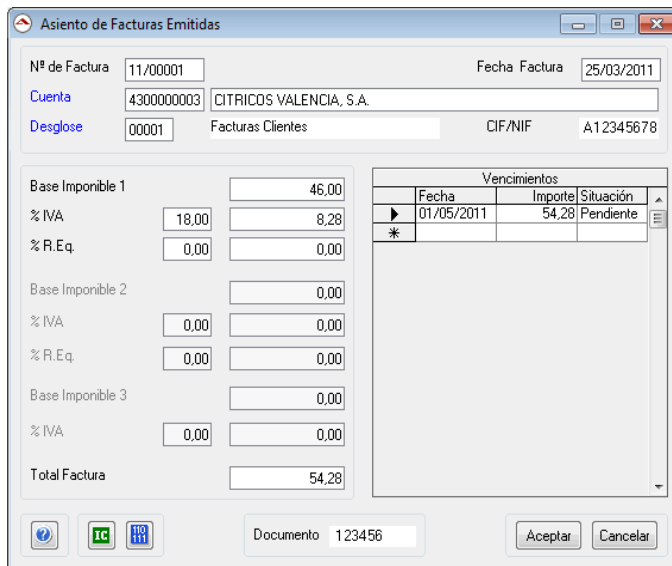 Asiento de Facturas Emitidas
Nº de Factura 11/00001 Fecha Factura 25/03/2011
Cuenta 4300000003 CITRICOS VALENCIA, S.A.
Desglose 00001 Facturas Clientes CIF/NIF A12345678
Base Imponible 1 46,00
% IVA 18,00 8,28
% R.Eq. 0,00 0,00
Base Imponible 2 0,00
% IVA 0,00 0,00
% R.Eq. 0,00 0,00
Base Imponible 3 0,00
% IVA 0,00 0,00
Total Factura 54,28
Vencimientos
Fecha Importe Situación
01/05/2011 54,28 Pendiente
? IC 110 111 Documento 123456 Aceptar Cancelar